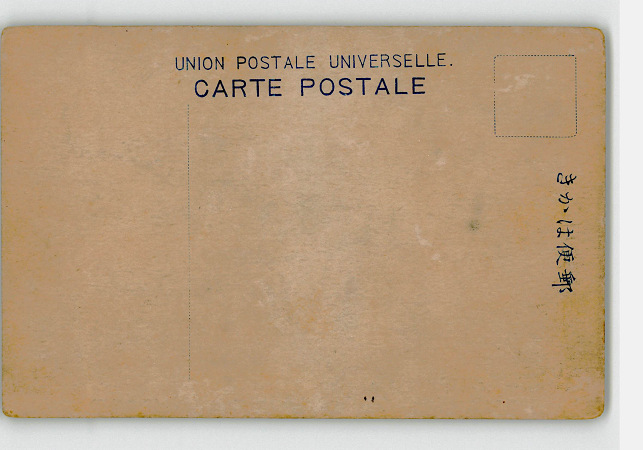 UNION POSTALE UNIVERSELLE.
CARTE POSTALE
きかは便郵